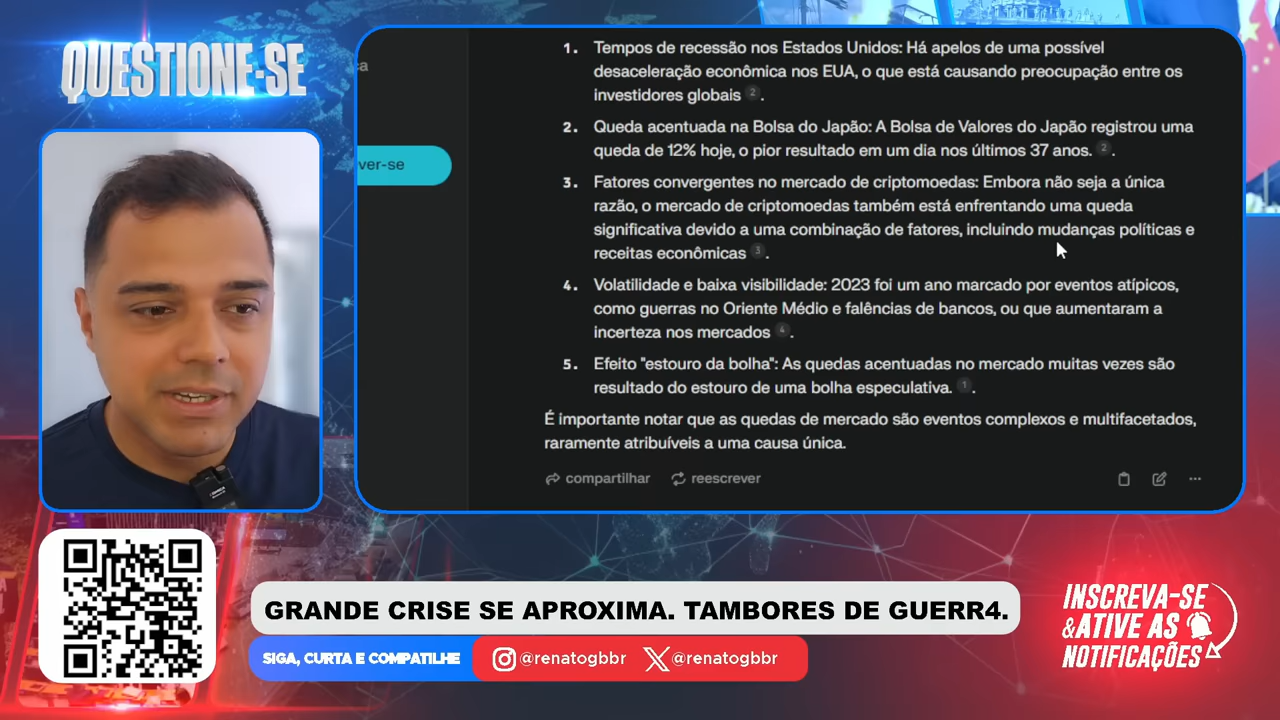 QUESTIONE-SE
a
ver-se
1. Tempos de recessão nos Estados Unidos: Há apelos de uma possível
desaceleração econômica nos EUA, o que está causando preocupação entre os
investidores globais 2.
2. Queda acentuada na Bolsa do Japão: A Bolsa de Valores do Japão registrou uma
queda de 12% hoje, o pior resultado em um dia nos últimos 37 anos. 2.
3. Fatores convergentes no mercado de criptomoedas: Embora não seja a única
razão, o mercado de criptomoedas também está enfrentando uma queda
significativa devido a uma combinação de fatores, incluindo mudanças políticas e
receitas econômicas 3.
4. Volatilidade e baixa visibilidade: 2023 foi um ano marcado por eventos atípicos,
como guerras no Oriente Médio e falências de bancos, ou que aumentaram a
incerteza nos mercados 4.
5. Efeito "estouro da bolha": As quedas acentuadas no mercado muitas vezes são
resultado do estouro de uma bolha especulativa. 1.
É importante notar que as quedas de mercado são eventos complexos e multifacetados,
raramente atribuíveis a uma causa única.
compartilhar reescrever
GRANDE CRISE SE APROXIMA. TAMBORES DE GUERR4.
SIGA, CURTA E COMPATILHE @renatogbbr @renatogbbr
INSCREVA-SE
&ATIVE AS
NOTIFICAÇÕES